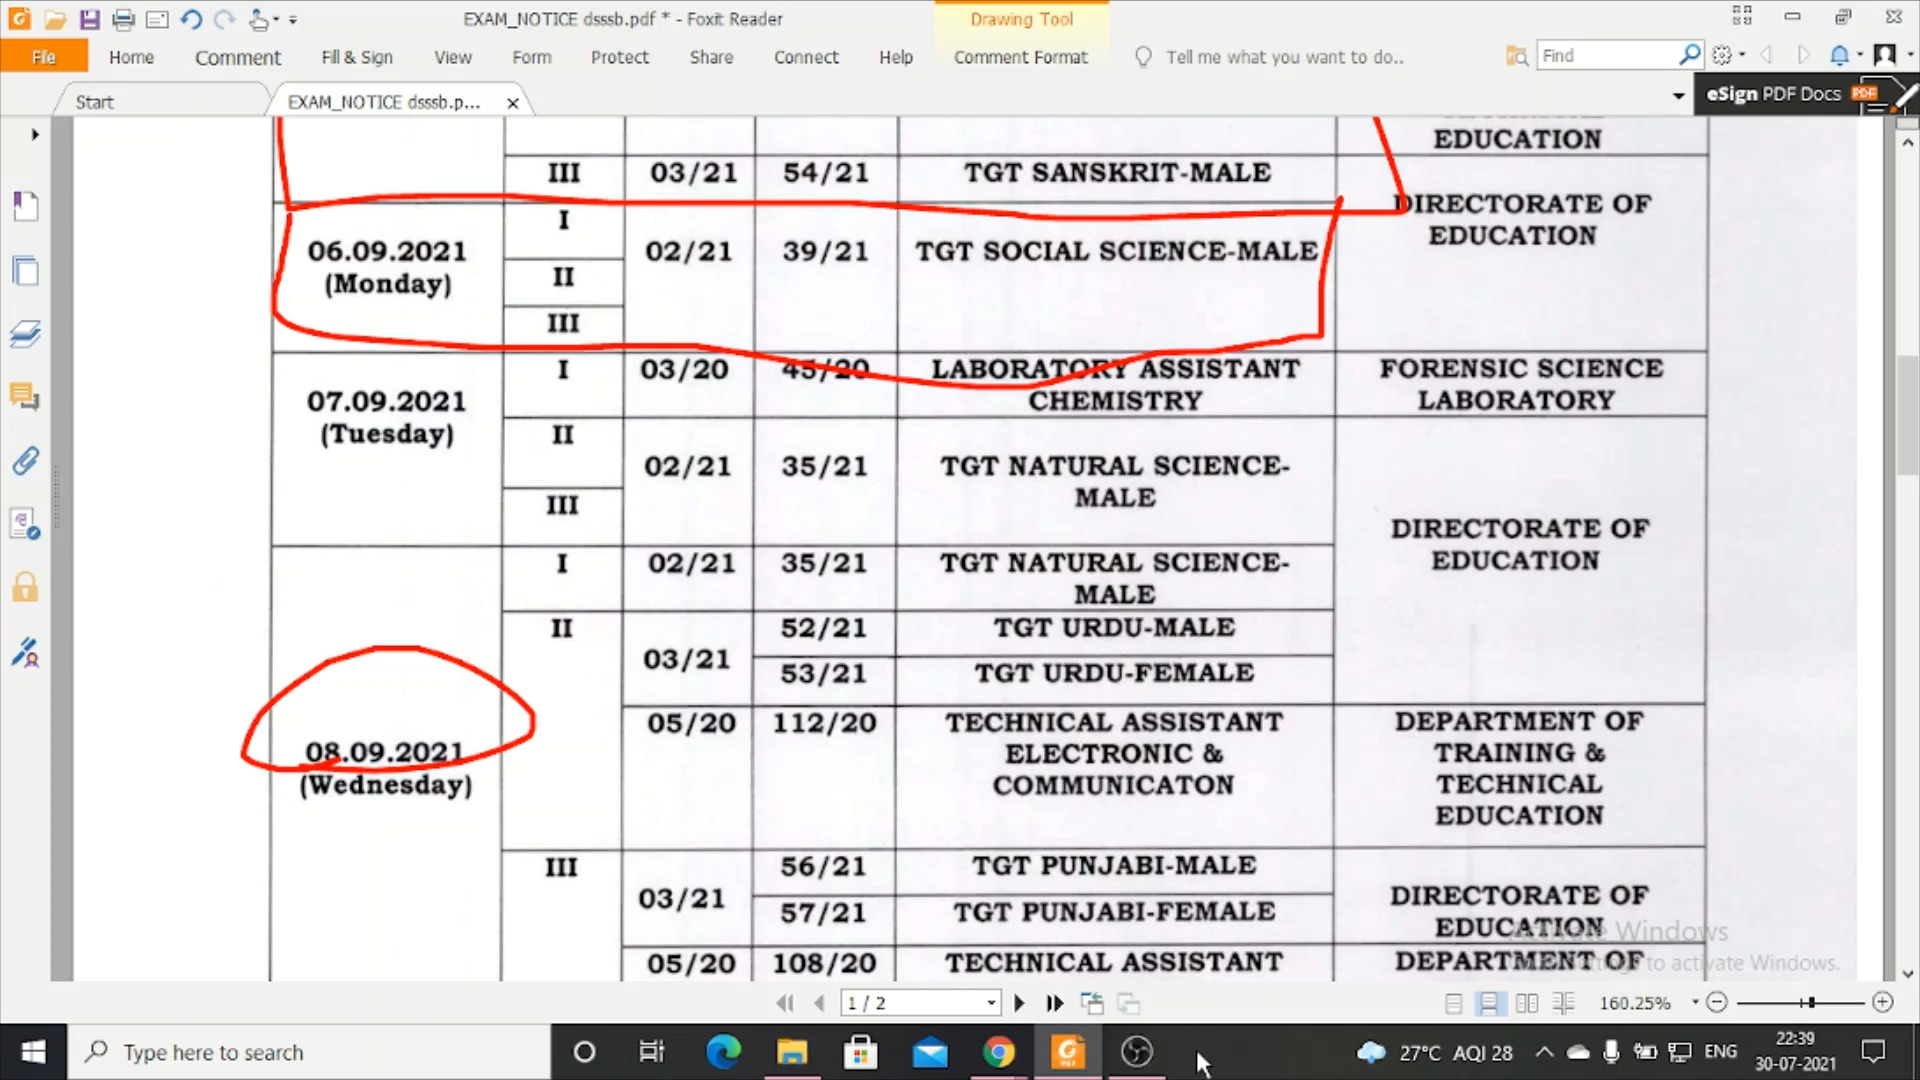 EXAM_NOTICE dsssb.pdf * - Foxit Reader
Drawing Tool
File
Home
Comment
Fill & Sign
View
Form
Protect
Share
Connect
Help
Comment Format
Tell me what you want to do..
Find
Start
EXAM_NOTICE dsssb.p...
eSign PDF Docs
PDF
EDUCATION
III 03/21 54/21 TGT SANSKRIT-MALE
DIRECTORATE OF
EDUCATION
06.09.2021
(Monday)
I
II
III
02/21 39/21 TGT SOCIAL SCIENCE-MALE
07.09.2021
(Tuesday)
I 03/20 45/20 LABORATORY ASSISTANT
CHEMISTRY
FORENSIC SCIENCE
LABORATORY
II
III
02/21 35/21 TGT NATURAL SCIENCE-
MALE
DIRECTORATE OF
EDUCATION
08.09.2021
(Wednesday)
I 02/21 35/21 TGT NATURAL SCIENCE-
MALE
II
03/21
52/21 TGT URDU-MALE
53/21 TGT URDU-FEMALE
05/20 112/20 TECHNICAL ASSISTANT
ELECTRONIC &
COMMUNICATON
DEPARTMENT OF
TRAINING &
TECHNICAL
EDUCATION
III
03/21
56/21 TGT PUNJABI-MALE
57/21 TGT PUNJABI-FEMALE
DIRECTORATE OF
EDUCATION
05/20 108/20 TECHNICAL ASSISTANT
DEPARTMENT OF
Activate Windows
to activate Windows.
1 / 2
160.25%
Type here to search
27°C AQI 28
ENG
22:39
30-07-2021